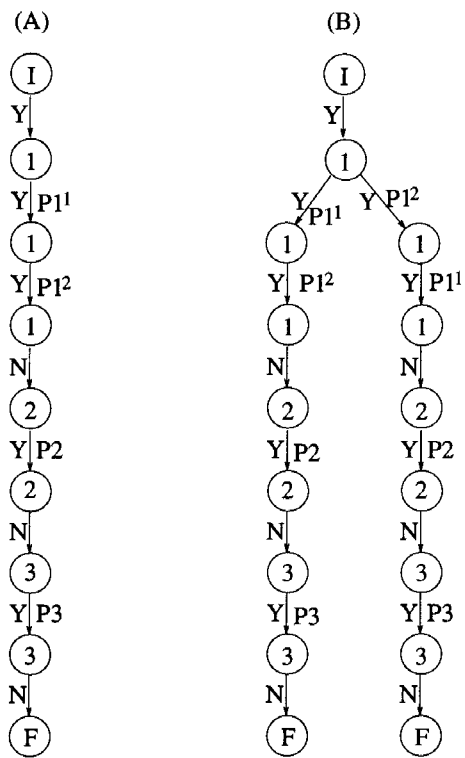 (A) (B)
I I
Y Y
1 1
Y P1¹ Y P1¹ Y P1²
1 1 1
Y P1² Y P1² Y P1¹
1 1 1
N N N
2 2 2
Y P2 Y P2 Y P2
2 2 2
N N N
3 3 3
Y P3 Y P3 Y P3
3 3 3
N N N
F F F